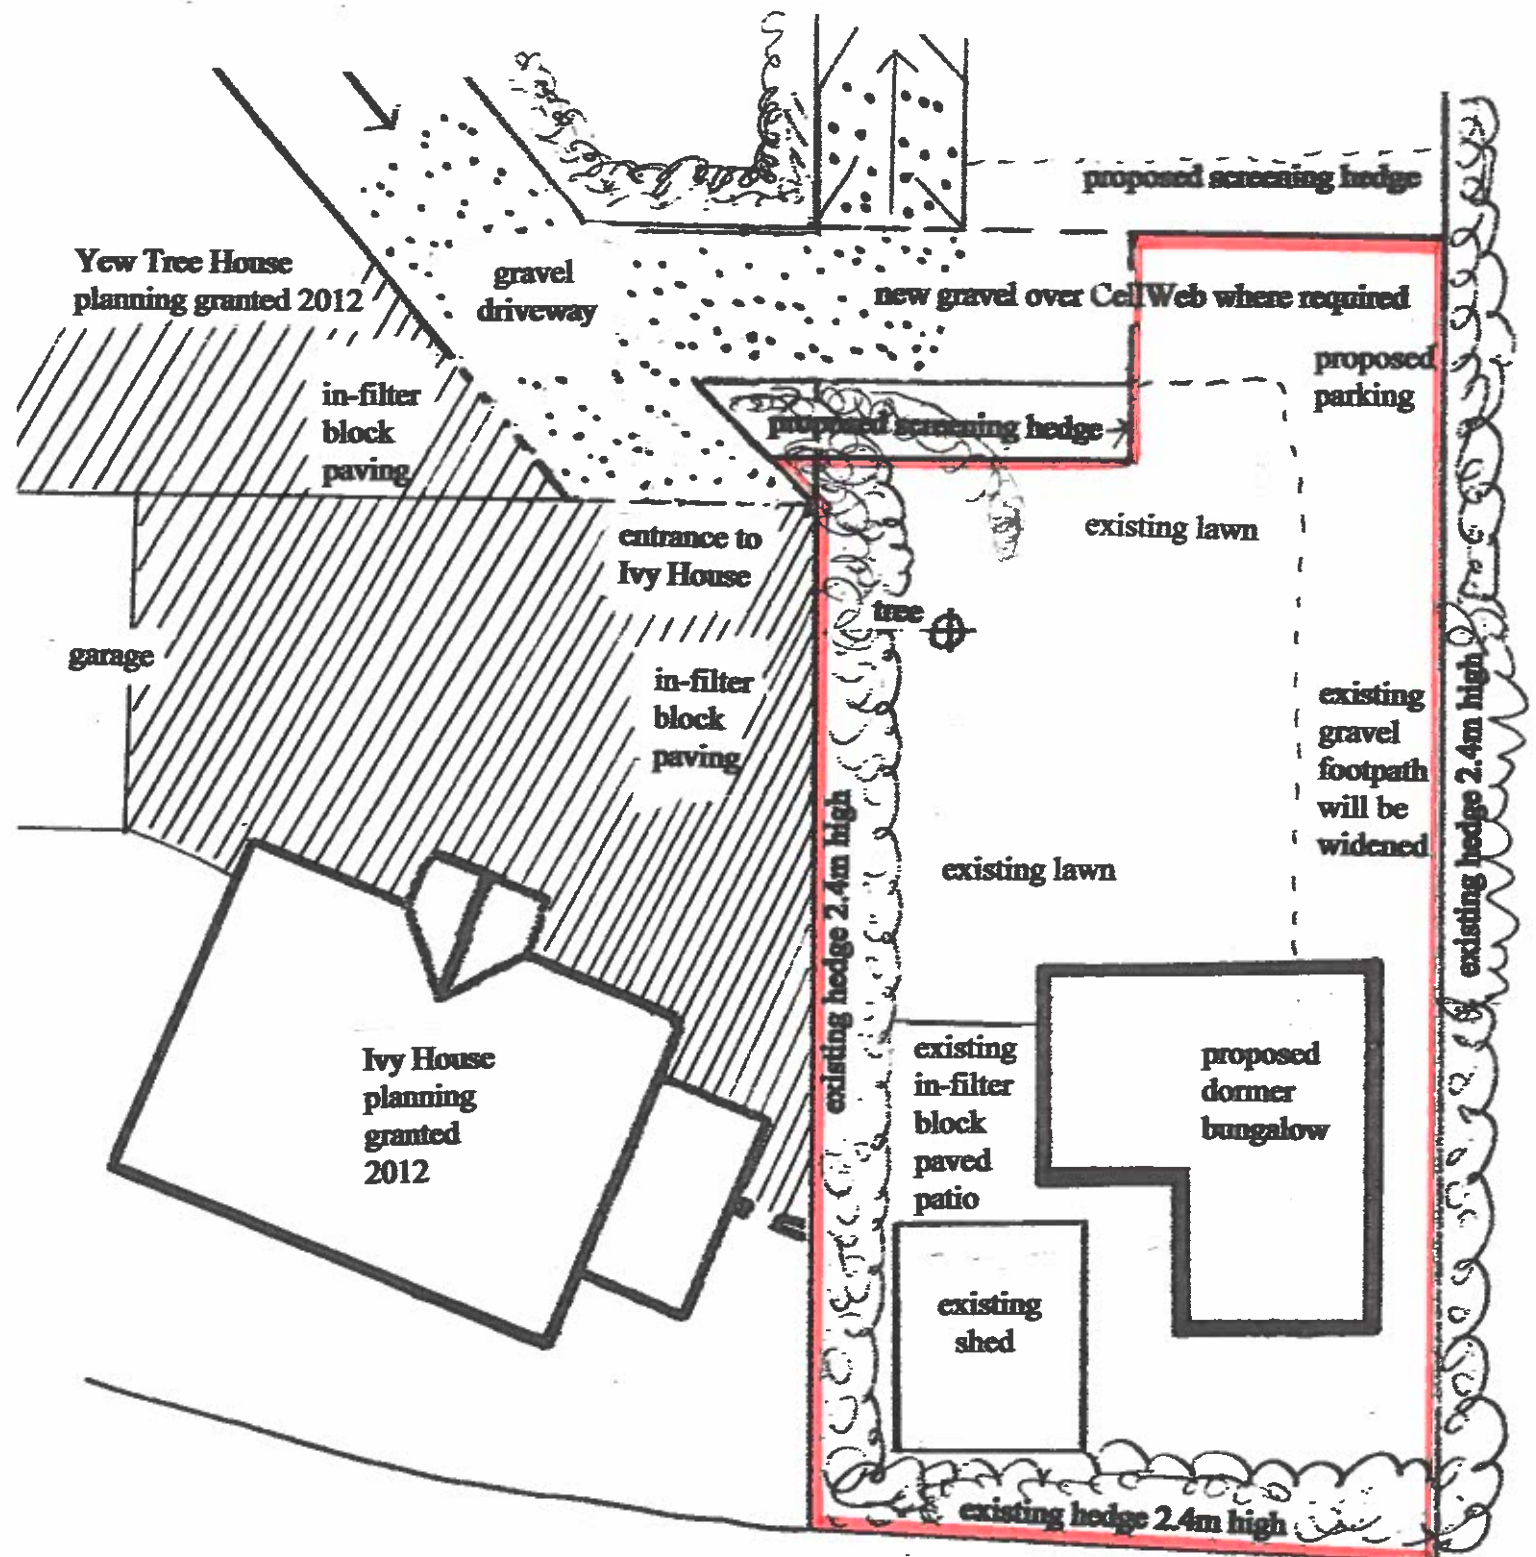 proposed screening hedge
Yew Tree House
planning granted 2012
gravel
driveway
new gravel over CellWeb where required
proposed
parking
in-filter
block
paving
proposed screening hedge
existing lawn
entrance to
Ivy House
tree
garage
in-filter
block
paving
existing
gravel
footpath
will be
widened
existing hedge 2.4m high
existing hedge 2.4m high
existing lawn
Ivy House
planning
granted
2012
existing
in-filter
block
paved
patio
proposed
dormer
bungalow
existing
shed
existing hedge 2.4m high